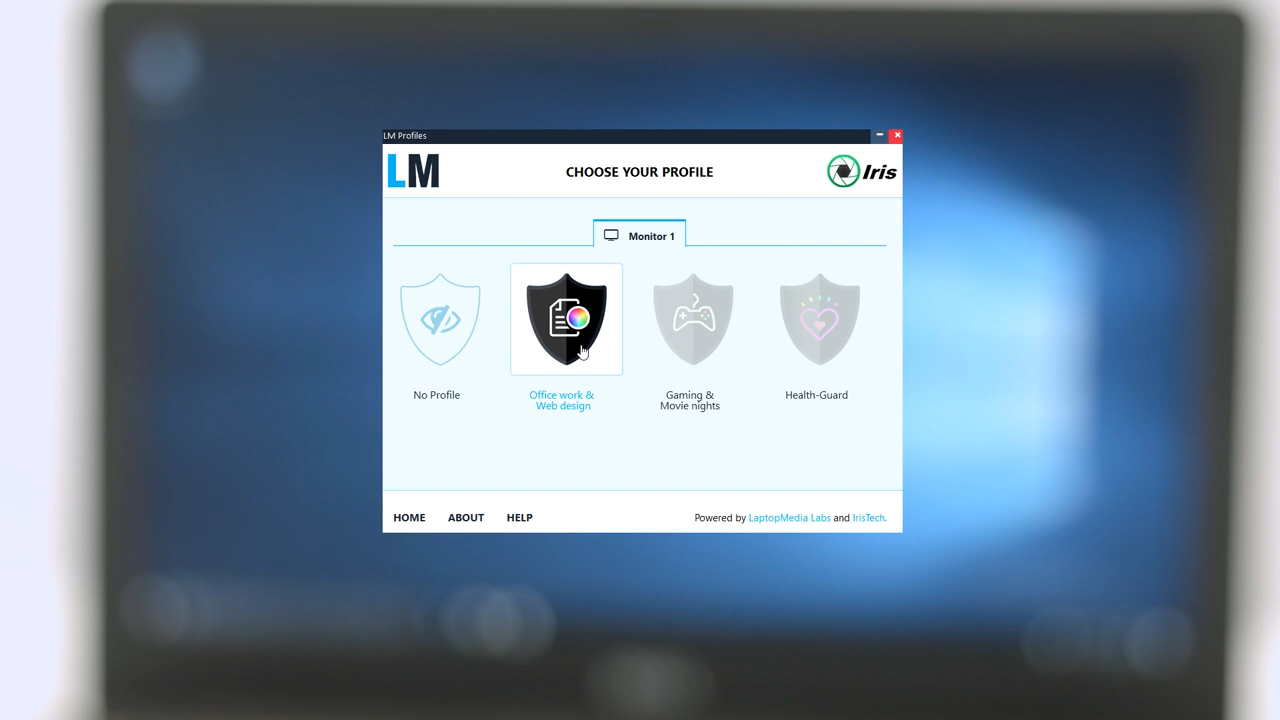 LM Profiles
LM
CHOOSE YOUR PROFILE
Iris
Monitor 1
No Profile
Office work &
Web design
Gaming &
Movie nights
Health-Guard
HOME ABOUT HELP
Powered by LaptopMedia Labs and IrisTech.